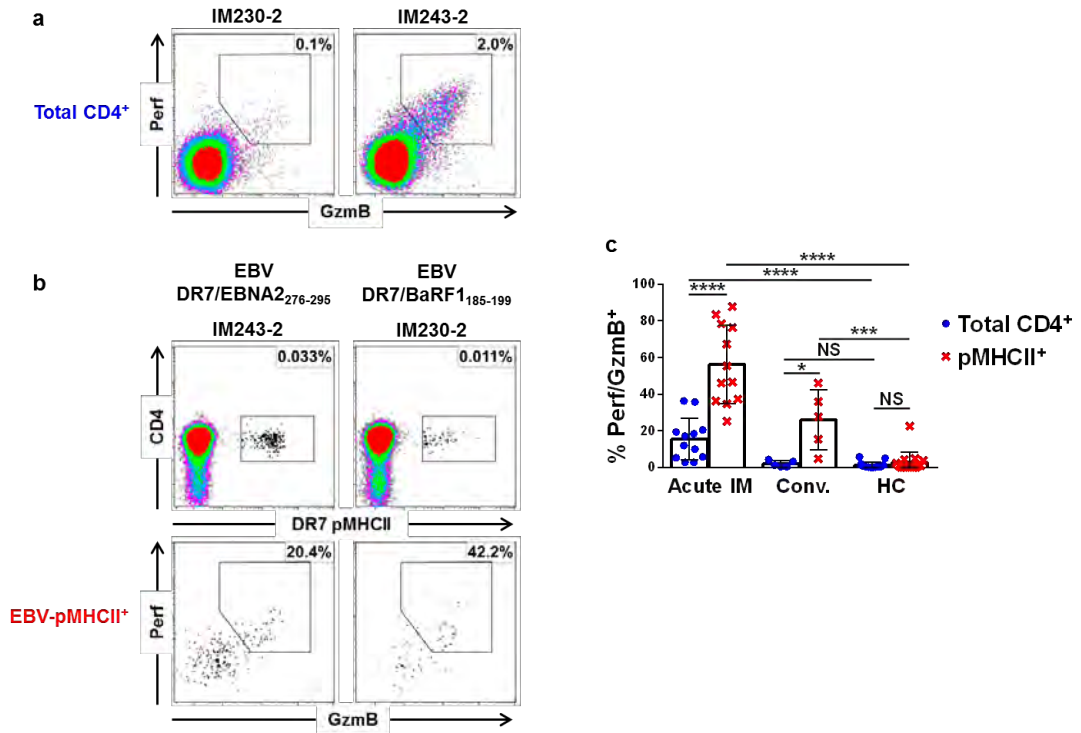 a
IM230-2
IM243-2
0.1%
2.0%
Total CD4⁺
Perf
GzmB
b
EBV
DR7/EBNA2₂₇₆₋₂₉₅
EBV
DR7/BaRF1₁₈₅₋₁₉₉
IM243-2
IM230-2
0.033%
0.011%
CD4
DR7 pMHCII
20.4%
42.2%
EBV-pMHCII⁺
Perf
GzmB
c
****
****
****
***
NS
*
NS
Total CD4⁺
pMHCII⁺
% Perf/GzmB⁺
100
80
60
40
20
0
Acute IM
Conv.
HC